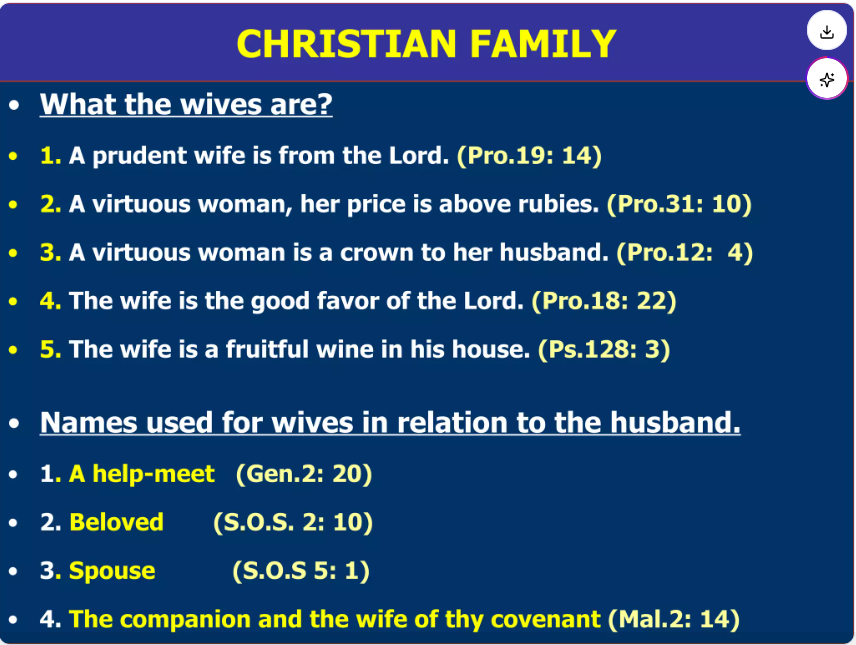 CHRISTIAN FAMILY
• What the wives are?
• 1. A prudent wife is from the Lord. (Pro.19: 14)
• 2. A virtuous woman, her price is above rubies. (Pro.31: 10)
• 3. A virtuous woman is a crown to her husband. (Pro.12:  4)
• 4. The wife is the good favor of the Lord. (Pro.18: 22)
• 5. The wife is a fruitful wine in his house. (Ps.128: 3)
• Names used for wives in relation to the husband.
• 1. A help-meet (Gen.2: 20)
• 2. Beloved (S.O.S. 2: 10)
• 3. Spouse (S.O.S 5: 1)
• 4. The companion and the wife of thy covenant (Mal.2: 14)